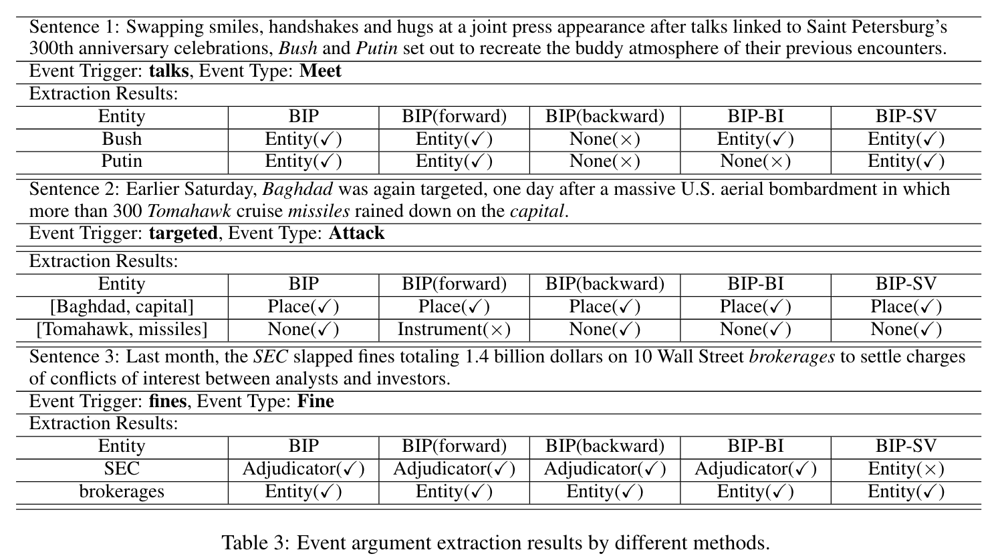 Sentence 1: Swapping smiles, handshakes and hugs at a joint press appearance after talks linked to Saint Petersburg's
300th anniversary celebrations, Bush and Putin set out to recreate the buddy atmosphere of their previous encounters.
Event Trigger: talks, Event Type: Meet
Extraction Results:
Entity BIP BIP(forward) BIP(backward) BIP-BI BIP-SV
Bush Entity(✓) Entity(✓) None(×) Entity(✓) Entity(✓)
Putin Entity(✓) Entity(✓) None(×) None(×) Entity(✓)
Sentence 2: Earlier Saturday, Baghdad was again targeted, one day after a massive U.S. aerial bombardment in which
more than 300 Tomahawk cruise missiles rained down on the capital.
Event Trigger: targeted, Event Type: Attack
Extraction Results:
Entity BIP BIP(forward) BIP(backward) BIP-BI BIP-SV
[Baghdad, capital] Place(✓) Place(✓) Place(✓) Place(✓) Place(✓)
[Tomahawk, missiles] None(✓) Instrument(×) None(✓) None(✓) None(✓)
Sentence 3: Last month, the SEC slapped fines totaling 1.4 billion dollars on 10 Wall Street brokerages to settle charges
of conflicts of interest between analysts and investors.
Event Trigger: fines, Event Type: Fine
Extraction Results:
Entity BIP BIP(forward) BIP(backward) BIP-BI BIP-SV
SEC Adjudicator(✓) Adjudicator(✓) Adjudicator(✓) Adjudicator(✓) Entity(×)
brokerages Entity(✓) Entity(✓) Entity(✓) Entity(✓) Entity(✓)
Table 3: Event argument extraction results by different methods.